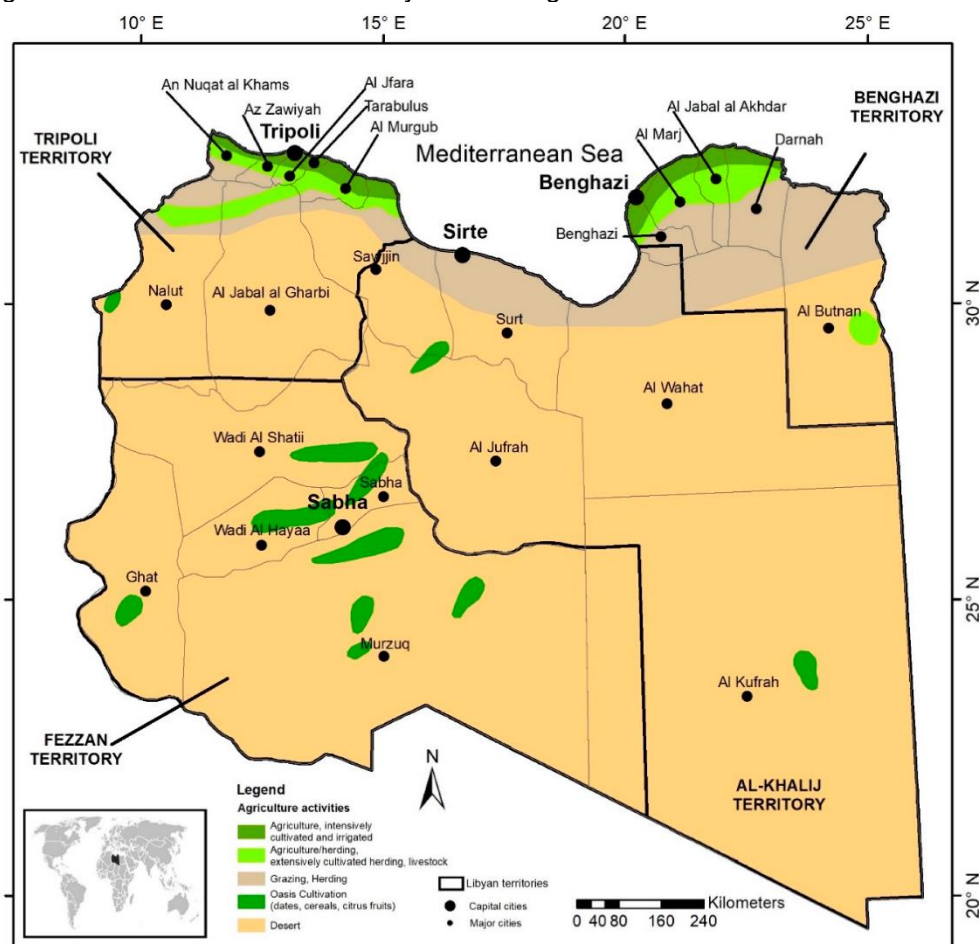 10° E
15° E
20° E
25° E
An Nuqat al Khams
Al Jfara
Az Zawiyah
Tarabulus
Tripoli
Al Murgub
TRIPOLI
TERRITORY
Mediterranean Sea
Al Jabal al Akhdar
Al Marj
Darnah
BENGHAZI
TERRITORY
Benghazi
Benghazi
Sirte
Sawjjin
Nalut
Al Jabal al Gharbi
Surt
Al Butnan
30° N
30° N
Al Wahat
Wadi Al Shatii
Al Jufrah
Sabha
Sabha
Wadi Al Hayaa
Ghat
25° N
25° N
Murzuq
Al Kufrah
FEZZAN
TERRITORY
AL-KHALIJ
TERRITORY
N
Legend
Agriculture activities
Agriculture, intensively
cultivated and irrigated
Agriculture/herding,
extensively cultivated herding, livestock
Grazing, Herding
Oasis Cultivation
(dates, cereals, citrus fruits)
Desert
Libyan territories
Capital cities
Major cities
Kilometers
0 40 80 160 240
20° N
20° N